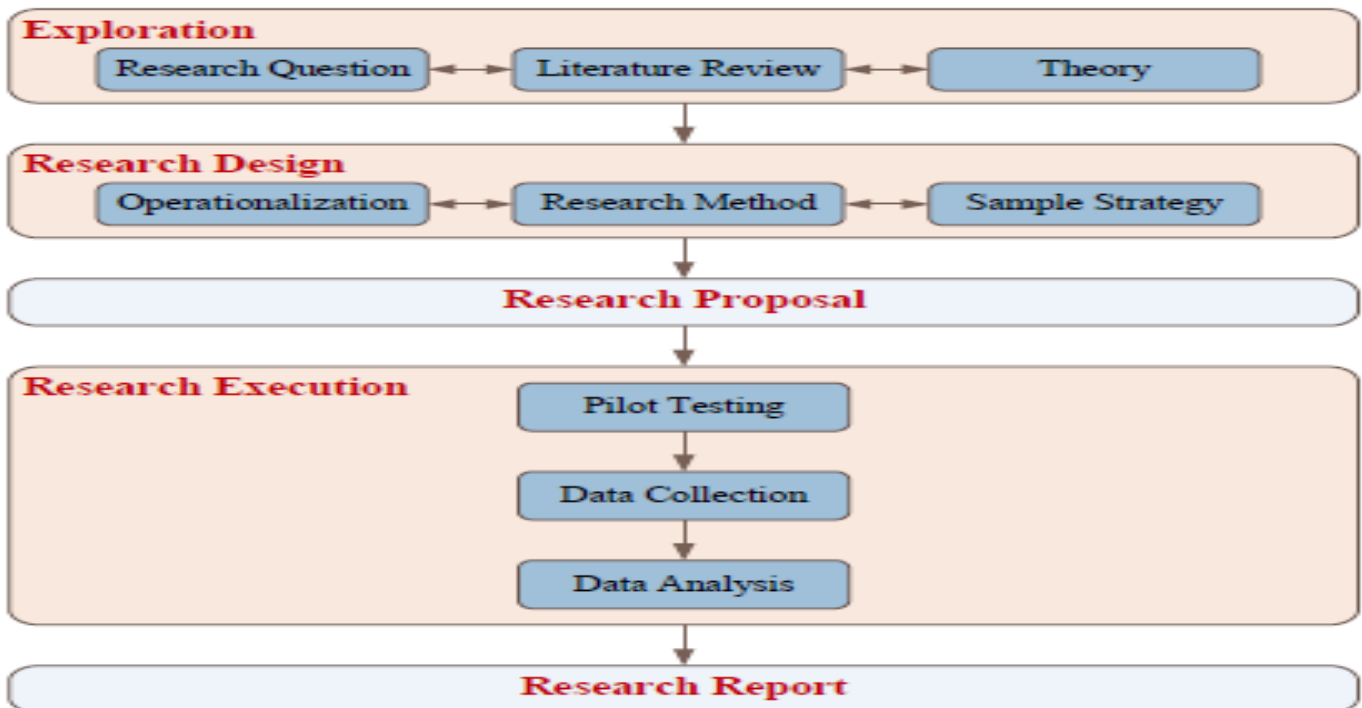 Exploration
Research Question
Literature Review
Theory
Research Design
Operationalization
Research Method
Sample Strategy
Research Proposal
Research Execution
Pilot Testing
Data Collection
Data Analysis
Research Report